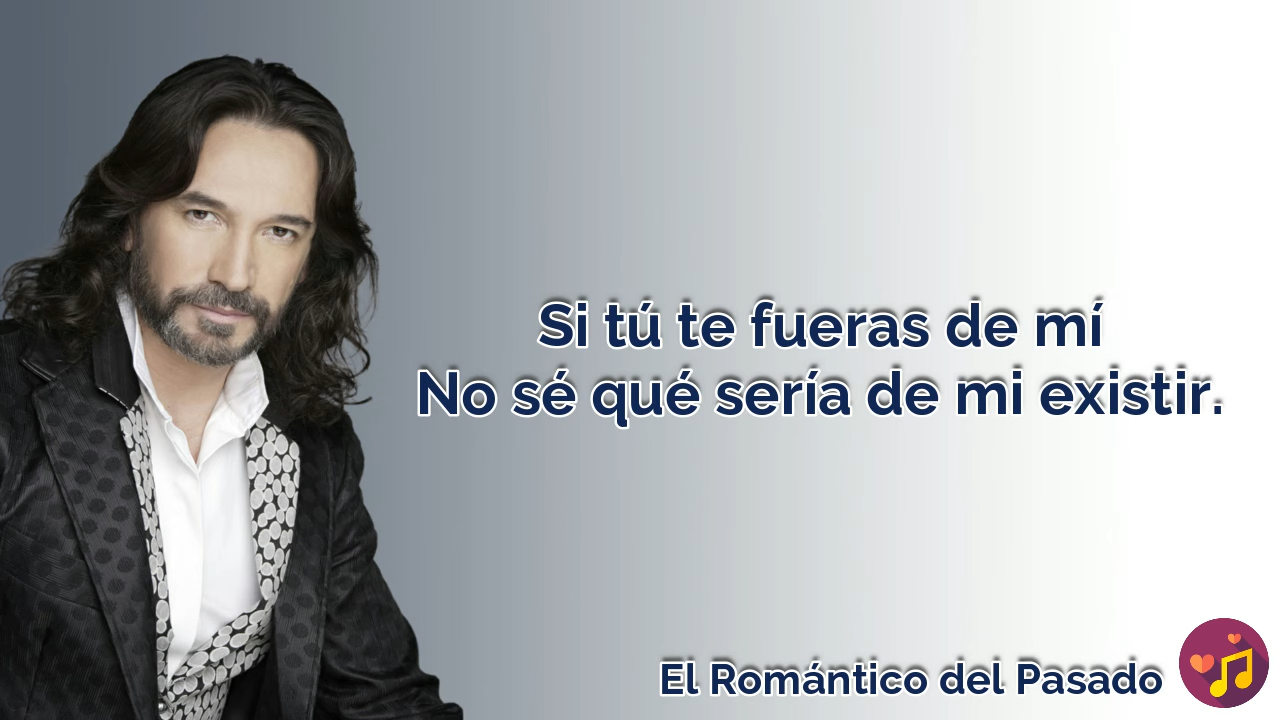 Si tú te fueras de mí
No sé qué sería de mi existir.
El Romántico del Pasado